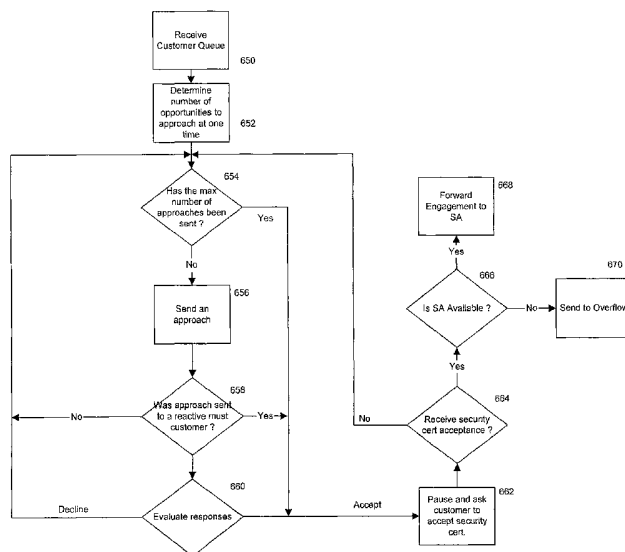 Receive
Customer Queue
650
Determine
number of
opportunities to
approach at one
time
652
654
Has the max
number of
approaches been
sent ?
Yes
No
656
Send an
approach
658
Was approach sent
to a reactive must
customer ?
No
Yes
660
Evaluate responses
Decline
Accept
662
Pause and ask
customer to
accept security
cert.
664
Receive security
cert acceptance ?
No
Yes
666
Is SA Available ?
Yes
No
668
Forward
Engagement to
SA
670
Send to Overflow